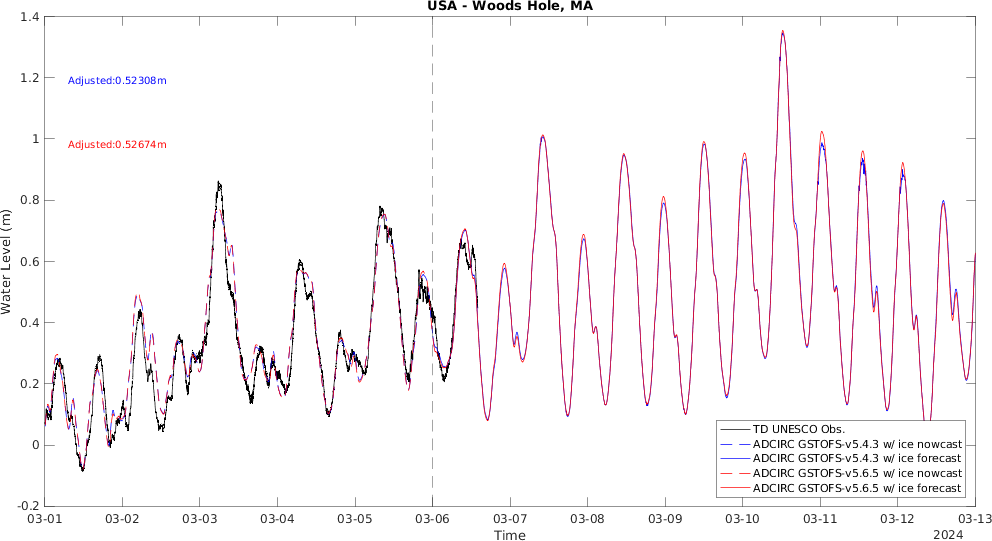 USA - Woods Hole, MA
1.4
1.2
1
0.8
0.6
0.4
0.2
0
-0.2
Water Level (m)
Adjusted:0.52308m
Adjusted:0.52674m
TD UNESCO Obs.
ADCIRC GSTOFS-v5.4.3 w/ ice nowcast
ADCIRC GSTOFS-v5.4.3 w/ ice forecast
ADCIRC GSTOFS-v5.6.5 w/ ice nowcast
ADCIRC GSTOFS-v5.6.5 w/ ice forecast
03-01 03-02 03-03 03-04 03-05 03-06 03-07 03-08 03-09 03-10 03-11 03-12 03-13
Time
2024